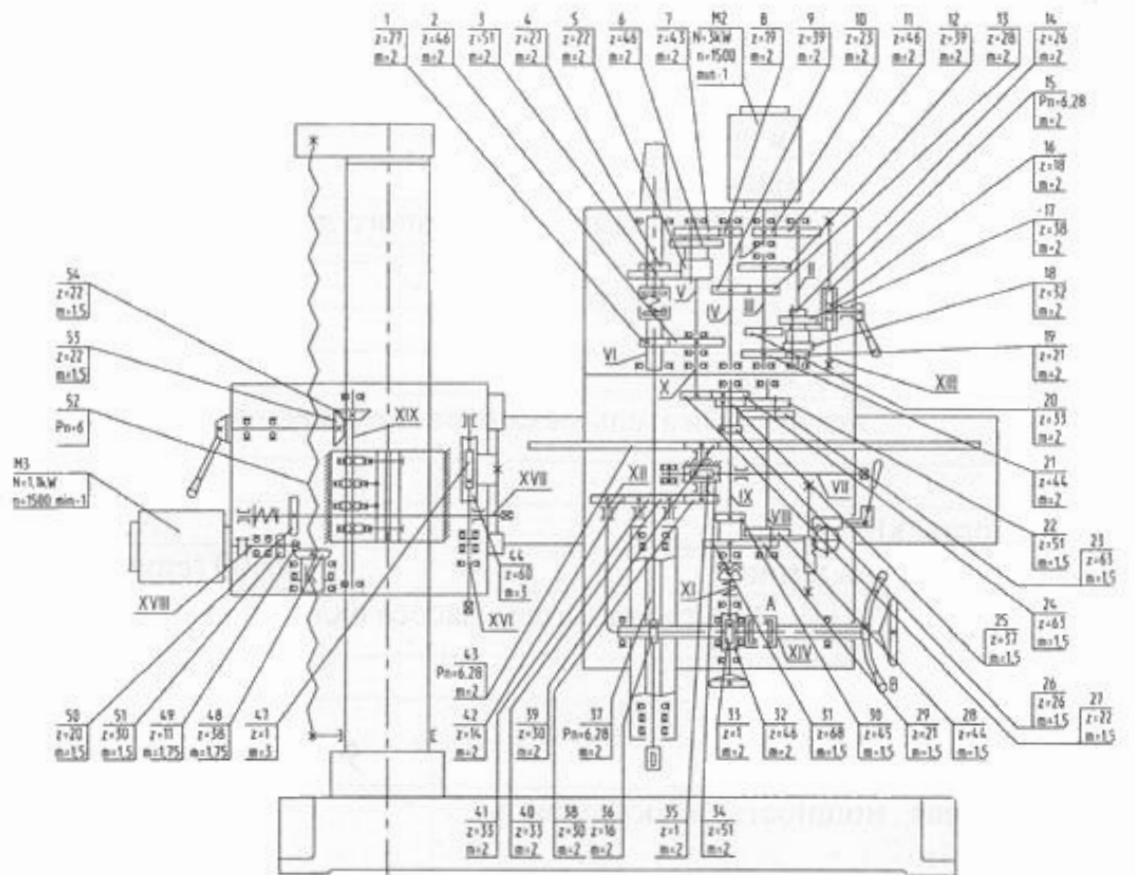 1 2 3 4 5 6 7 M2 8 9 10 11 12 13 14
z=27 z=46 z=51 z=27 z=22 z=46 z=43 N=3kW z=19 z=39 z=23 z=46 z=39 z=28 z=26
m=2 m=2 m=2 m=2 m=2 m=2 m=2 n=1500 m=2 m=2 m=2 m=2 m=2 m=2 m=2
min-1
15
Pn=6.28
m=2
16
z=18
m=2
17
z=38
m=2
18
z=32
m=2
19
z=21
m=2
20
z=33
m=2
21
z=44
m=2
22
z=51
m=1,5
23
z=63
m=1,5
24
z=63
m=1,5
25
z=37
m=1,5
26
z=26
m=1,5
27
z=22
m=1,5
54
z=22
m=1,5
53
z=22
m=1,5
52
Pn=6
M3
N=1,1kW
n=1500 min-1
II
V IV III
VI
X
XIX
XVII
XII
IX
VII
VIII
XI
A
XIV
B
XVIII
XVI
D
44
z=60
m=3
43
Pn=6.28
m=2
50 51 49 48 47 42 39 37 33 32 31 30 29 28
z=20 z=30 z=11 z=38 z=1 z=14 z=30 Pn=6.28 z=1 z=46 z=68 z=45 z=21 z=44
m=1,5 m=1,5 m=1,75 m=1,75 m=3 m=2 m=2 m=2 m=2 m=2 m=1,5 m=1,5 m=1,5 m=1,5
41 40 38 36 35 34
z=33 z=33 z=30 z=16 z=1 z=51
m=2 m=2 m=2 m=2 m=2 m=2